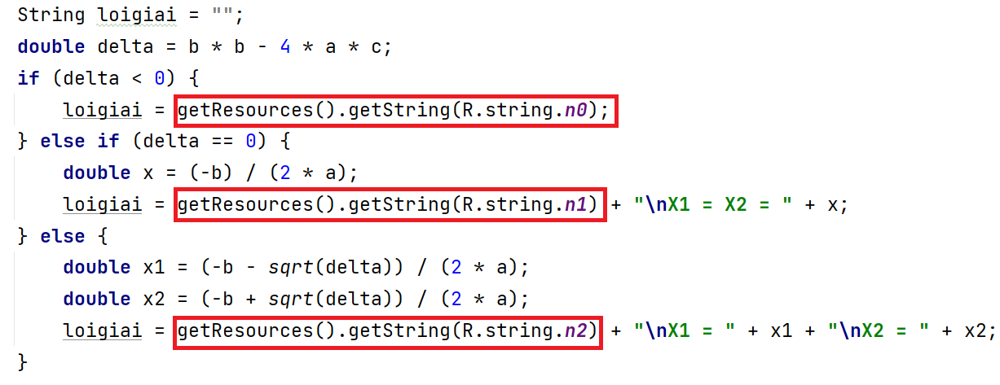 String loigiai = "";
double delta = b * b - 4 * a * c;
if (delta < 0) {
    loigiai = getResources().getString(R.string.n0);
} else if (delta == 0) {
    double x = (-b) / (2 * a);
    loigiai = getResources().getString(R.string.n1) + "\nX1 = X2 = " + x;
} else {
    double x1 = (-b - sqrt(delta)) / (2 * a);
    double x2 = (-b + sqrt(delta)) / (2 * a);
    loigiai = getResources().getString(R.string.n2) + "\nX1 = " + x1 + "\nX2 = " + x2;
}